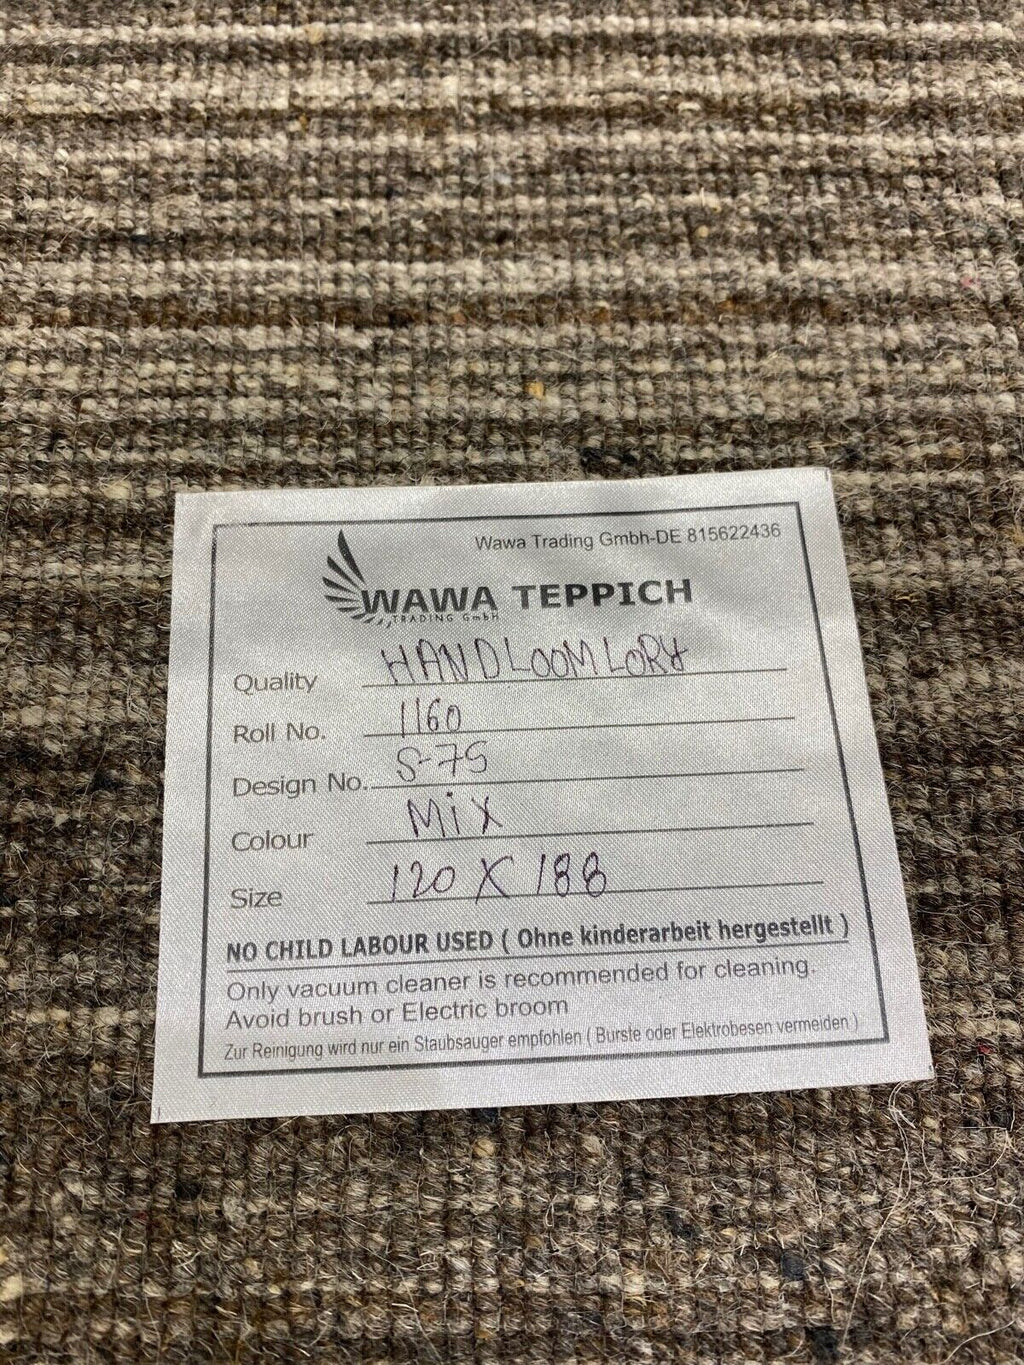 Wawa Trading Gmbh-DE 815622436
WAWA TEPPICH
TRADING GmbH
Quality HANDLOOM LORY
Roll No. 1160
Design No. S-75
Colour MiX
Size 120 X 188
NO CHILD LABOUR USED ( Ohne kinderarbeit hergestellt )
Only vacuum cleaner is recommended for cleaning.
Avoid brush or Electric broom
Zur Reinigung wird nur ein Staubsauger empfohlen ( Burste oder Elektrobesen vermeiden )